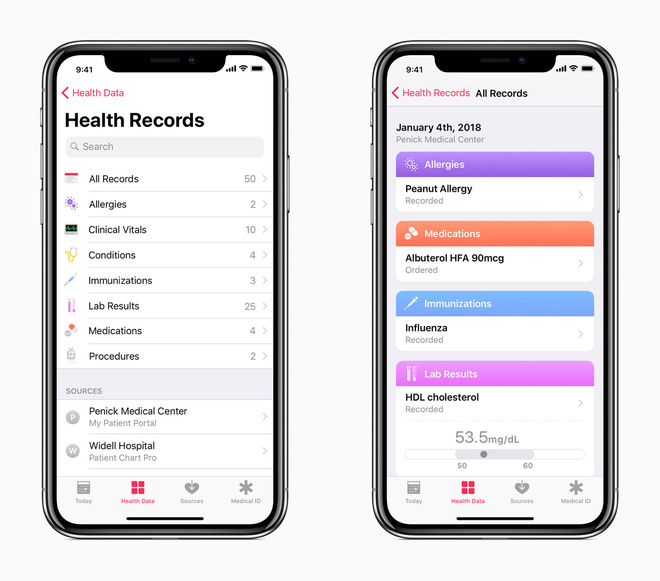 9:41
Health Data
Health Records
Search
All Records 50
Allergies 2
Clinical Vitals 10
Conditions 4
Immunizations 3
Lab Results 25
Medications 4
Procedures 2
SOURCES
P Penick Medical Center
My Patient Portal
W Widell Hospital
Patient Chart Pro
Today Health Data Sources Medical ID
9:41
Health Records All Records
January 4th, 2018
Penick Medical Center
Allergies
Peanut Allergy
Recorded
Medications
Albuterol HFA 90mcg
Ordered
Immunizations
Influenza
Recorded
Lab Results
HDL cholesterol
Recorded
53.5mg/dL
50 60
Today Health Data Sources Medical ID